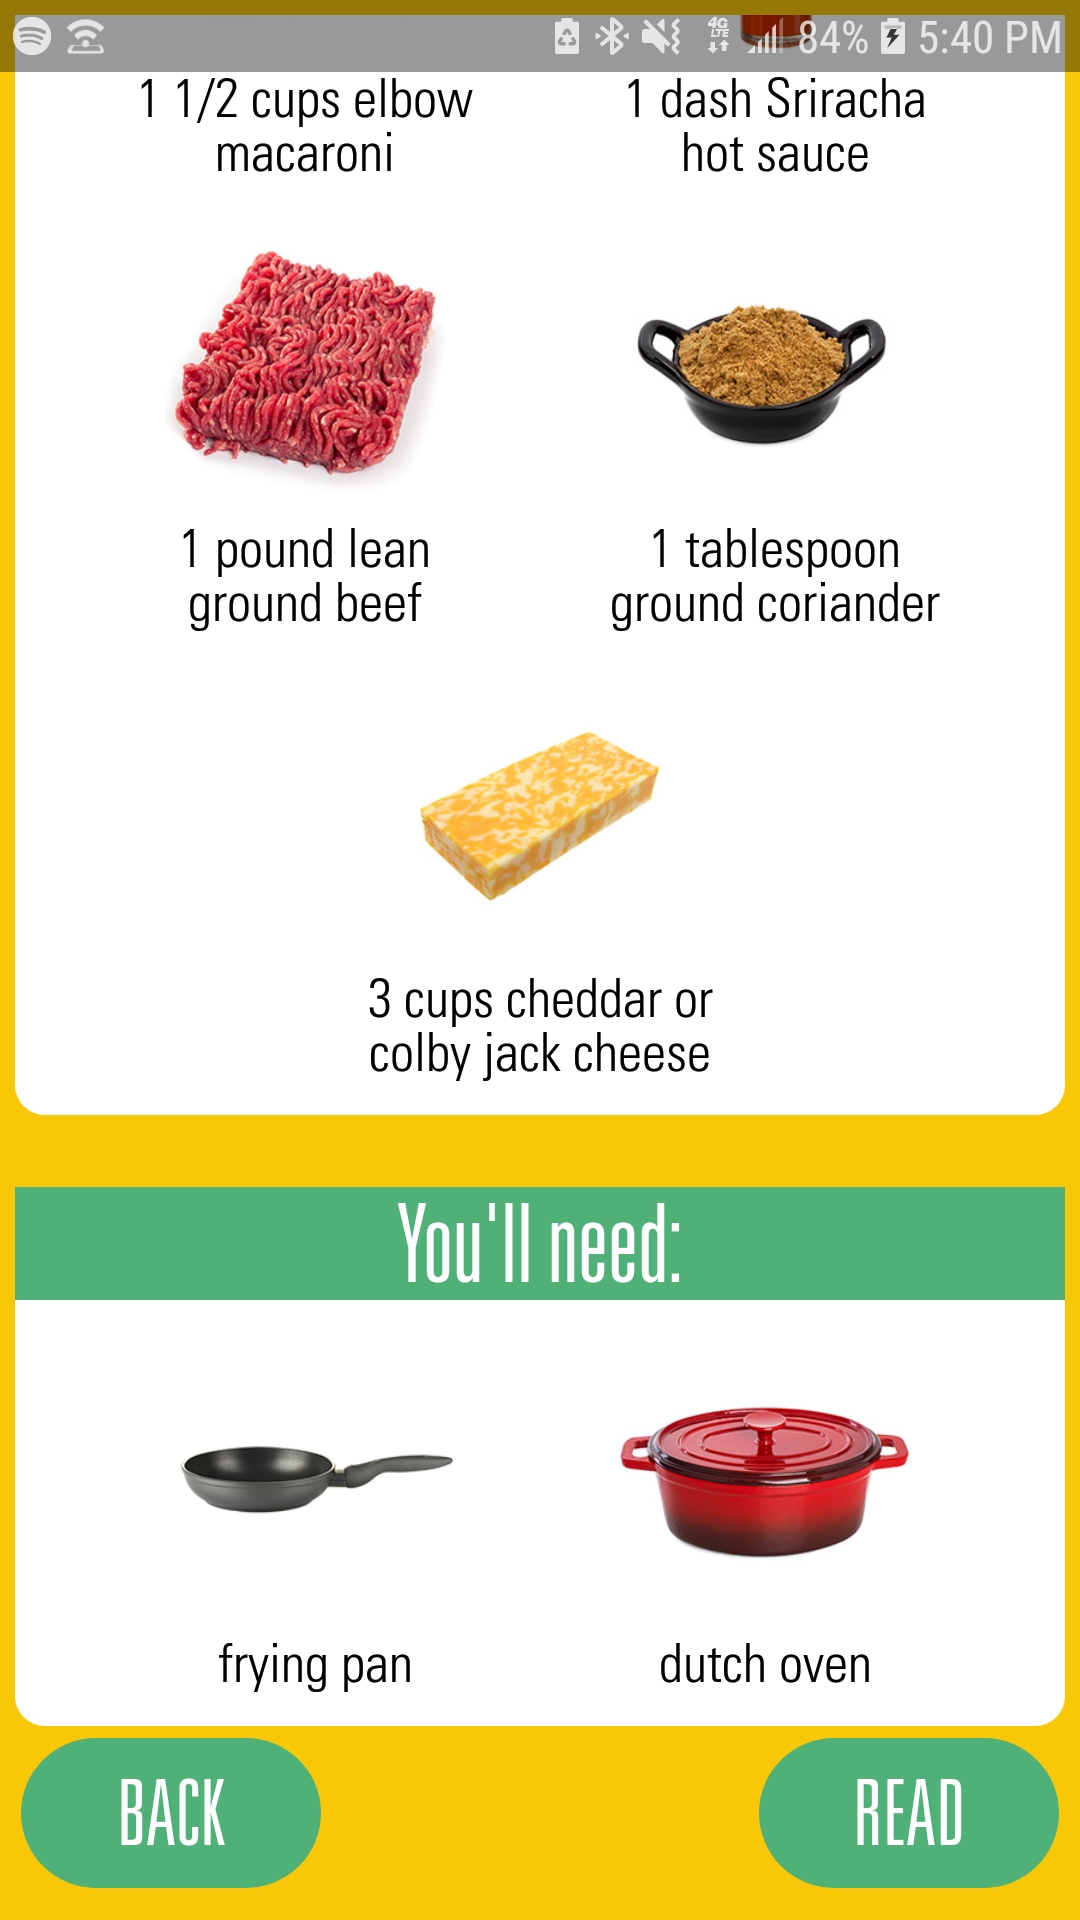 4G LTE 84% 5:40 PM
1 1/2 cups elbow
macaroni
1 dash Sriracha
hot sauce
1 pound lean
ground beef
1 tablespoon
ground coriander
3 cups cheddar or
colby jack cheese
You'll need:
frying pan
dutch oven
BACK
READ